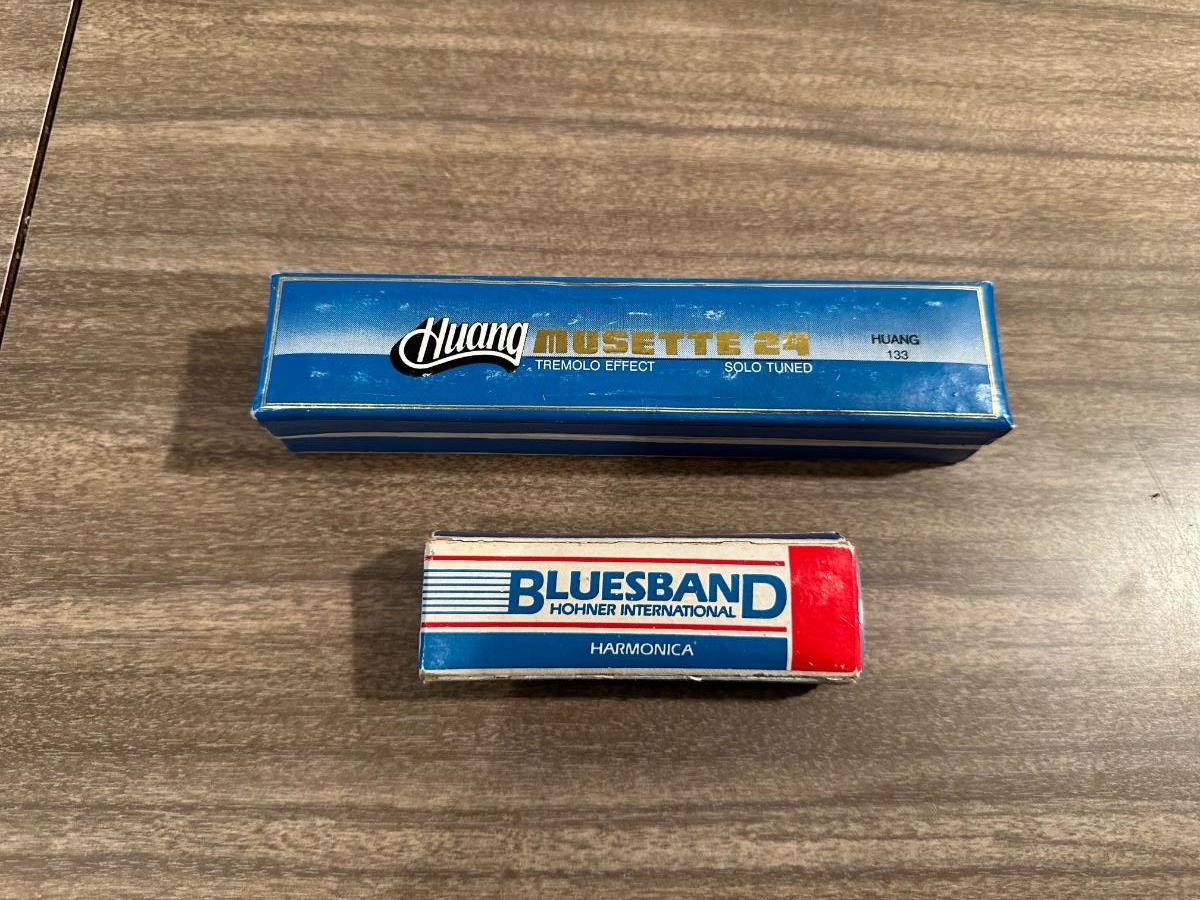 Huang MUSETTE 24
TREMOLO EFFECT SOLO TUNED
HUANG
133
BLUESBAND
HOHNER INTERNATIONAL
HARMONICA